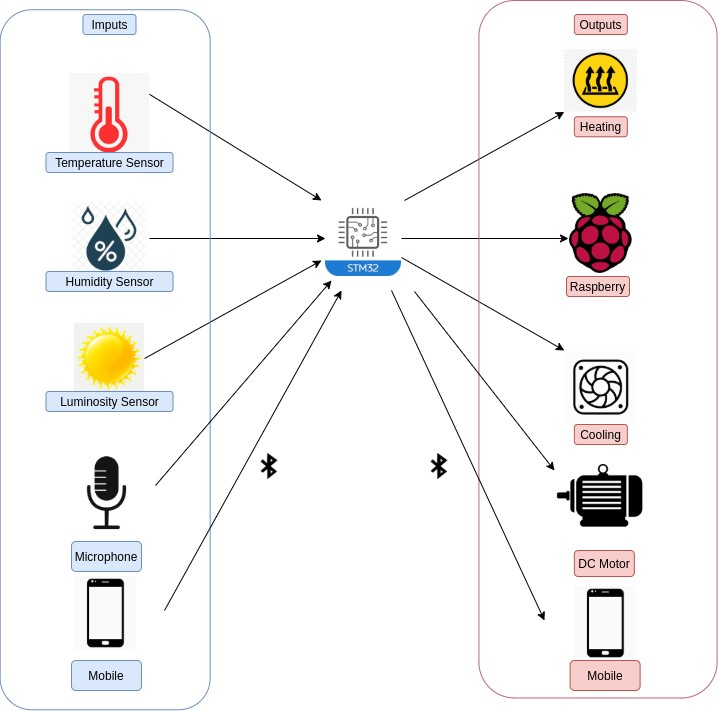 Imputs
Outputs
Temperature Sensor
Heating
%
Humidity Sensor
STM32
Raspberry
Luminosity Sensor
Cooling
Microphone
DC Motor
Mobile
Mobile